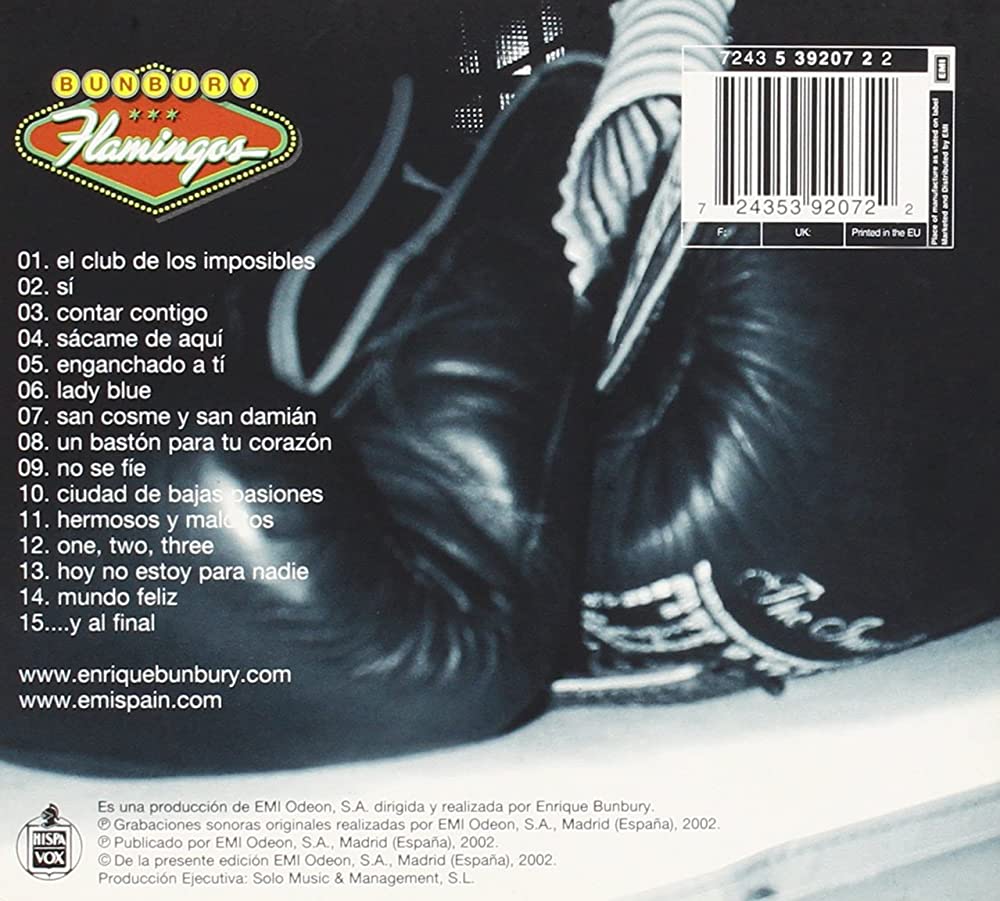 BUNBURY
Flamingos
7243 5 39207 2 2
EMI
7 24353 92072 2
F:
UK:
Printed in the EU
Place of manufacture as stated on label
Marketed and Distributed by EMI
01. el club de los imposibles
02. sí
03. contar contigo
04. sácame de aquí
05. enganchado a tí
06. lady blue
07. san cosme y san damián
08. un bastón para tu corazón
09. no se fíe
10. ciudad de bajas pasiones
11. hermosos y malditos
12. one, two, three
13. hoy no estoy para nadie
14. mundo feliz
15....y al final
www.enriquebunbury.com
www.emispain.com
The
HISPA
VOX
Es una producción de EMI Odeon, S.A. dirigida y realizada por Enrique Bunbury.
℗ Grabaciones sonoras originales realizadas por EMI Odeon, S.A., Madrid (España), 2002.
℗ Publicado por EMI Odeon, S.A., Madrid (España), 2002.
© De la presente edición EMI Odeon, S.A., Madrid (España), 2002.
Producción Ejecutiva: Solo Music & Management, S.L.